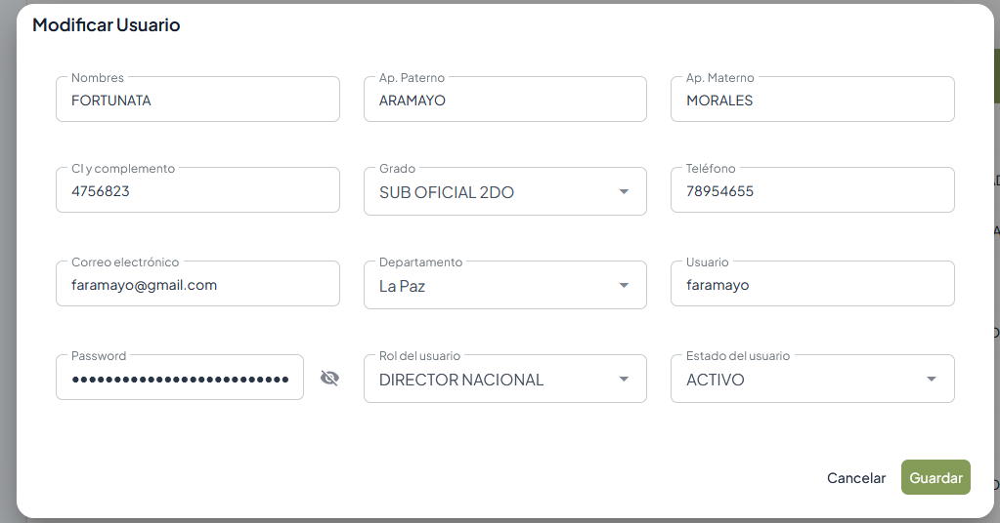 Modificar Usuario
Nombres
FORTUNATA
Ap. Paterno
ARAMAYO
Ap. Materno
MORALES
CI y complemento
4756823
Grado
SUB OFICIAL 2DO
Teléfono
78954655
Correo electrónico
faramayo@gmail.com
Departamento
La Paz
Usuario
faramayo
Password
••••••••••••••••••••••••••
Rol del usuario
DIRECTOR NACIONAL
Estado del usuario
ACTIVO
Cancelar
Guardar